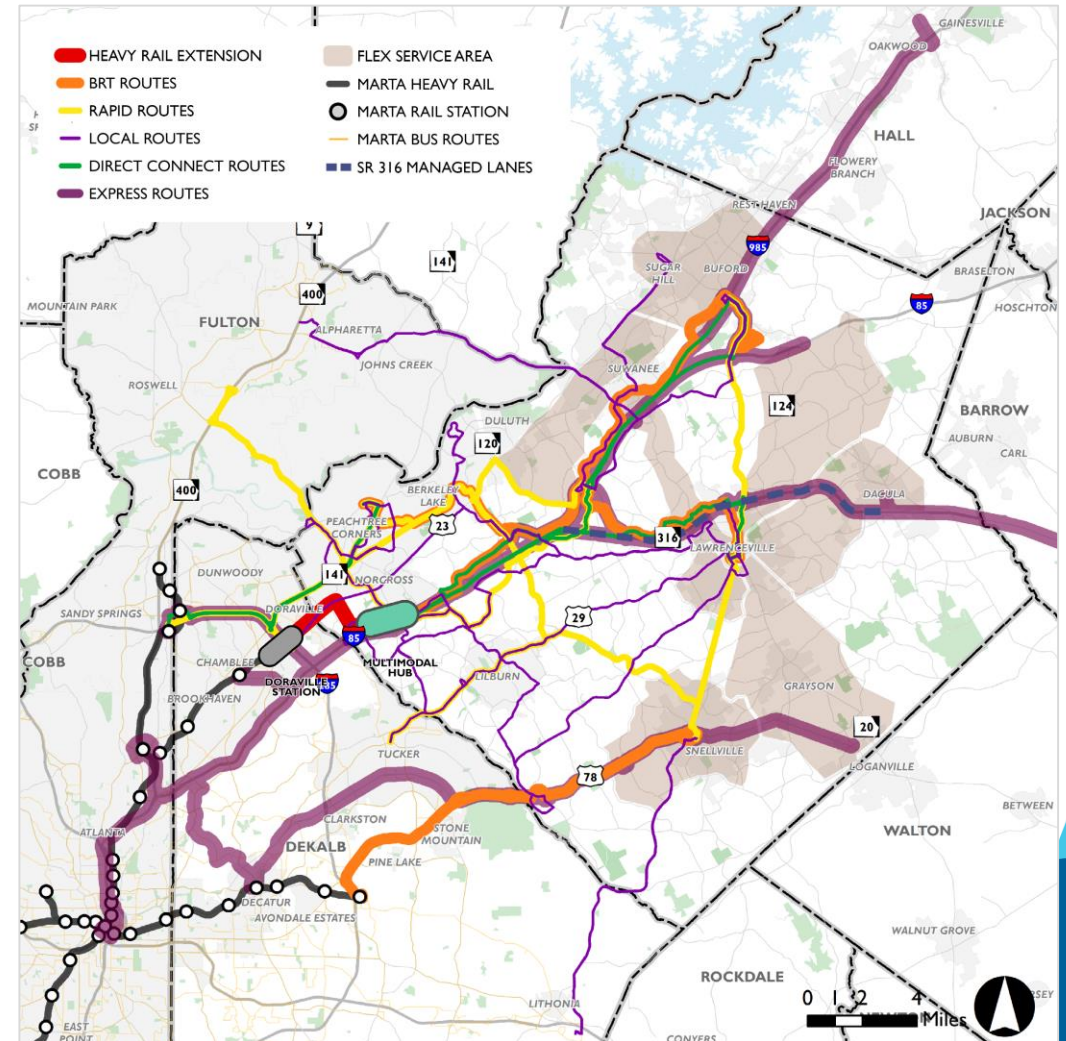 HEAVY RAIL EXTENSION
BRT ROUTES
RAPID ROUTES
LOCAL ROUTES
DIRECT CONNECT ROUTES
EXPRESS ROUTES
FLEX SERVICE AREA
MARTA HEAVY RAIL
MARTA RAIL STATION
MARTA BUS ROUTES
SR 316 MANAGED LANES
GAINESVILLE
OAKWOOD
HALL
FLOWERY
BRANCH
REST HAVEN
JACKSON
9
141
985
SUGAR
HILL
BUFORD
BRASELTON
MOUNTAIN PARK
400
85
HOSCHTON
FULTON
ALPHARETTA
JOHNS CREEK
SUWANEE
ROSWELL
124
BARROW
DULUTH
120
AUBURN
CARL
COBB
400
BERKELEY
LAKE
DACULA
PEACHTREE
CORNERS
23
316
LAWRENCEVILLE
DUNWOODY
141
NORCROSS
SANDY SPRINGS
DORAVILLE
29
85
COBB
CHAMBLEE
MULTIMODAL
HUB
DORAVILLE
STATION
LILBURN
GRAYSON
BROOKHAVEN
20
TUCKER
SNELLVILLE
LOGANVILLE
78
BETWEEN
CLARKSTON
STONE
MOUNTAIN
ATLANTA
DEKALB
WALTON
PINE LAKE
DECATUR
AVONDALE ESTATES
WALNUT GROVE
ROCKDALE
LITHONIA
0 1 2 4
Miles
EAST
POINT
CONYERS